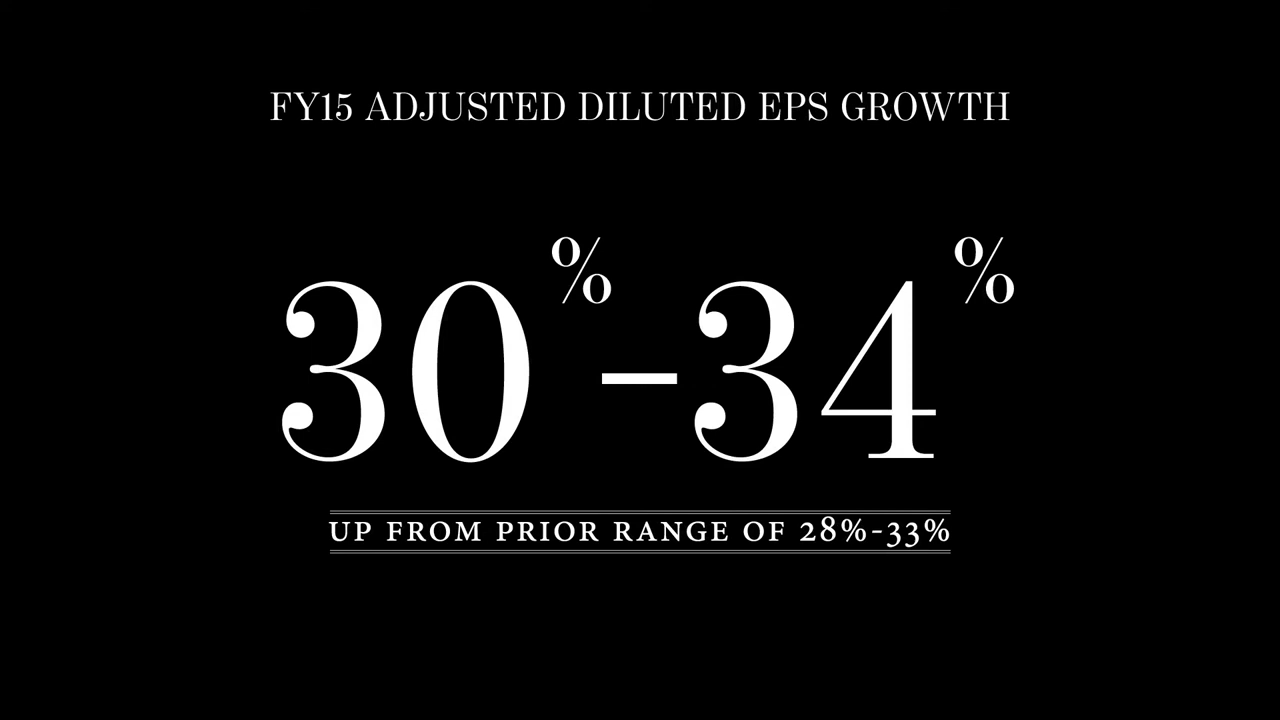 FY15 ADJUSTED DILUTED EPS GROWTH
30%–34%
UP FROM PRIOR RANGE OF 28%-33%